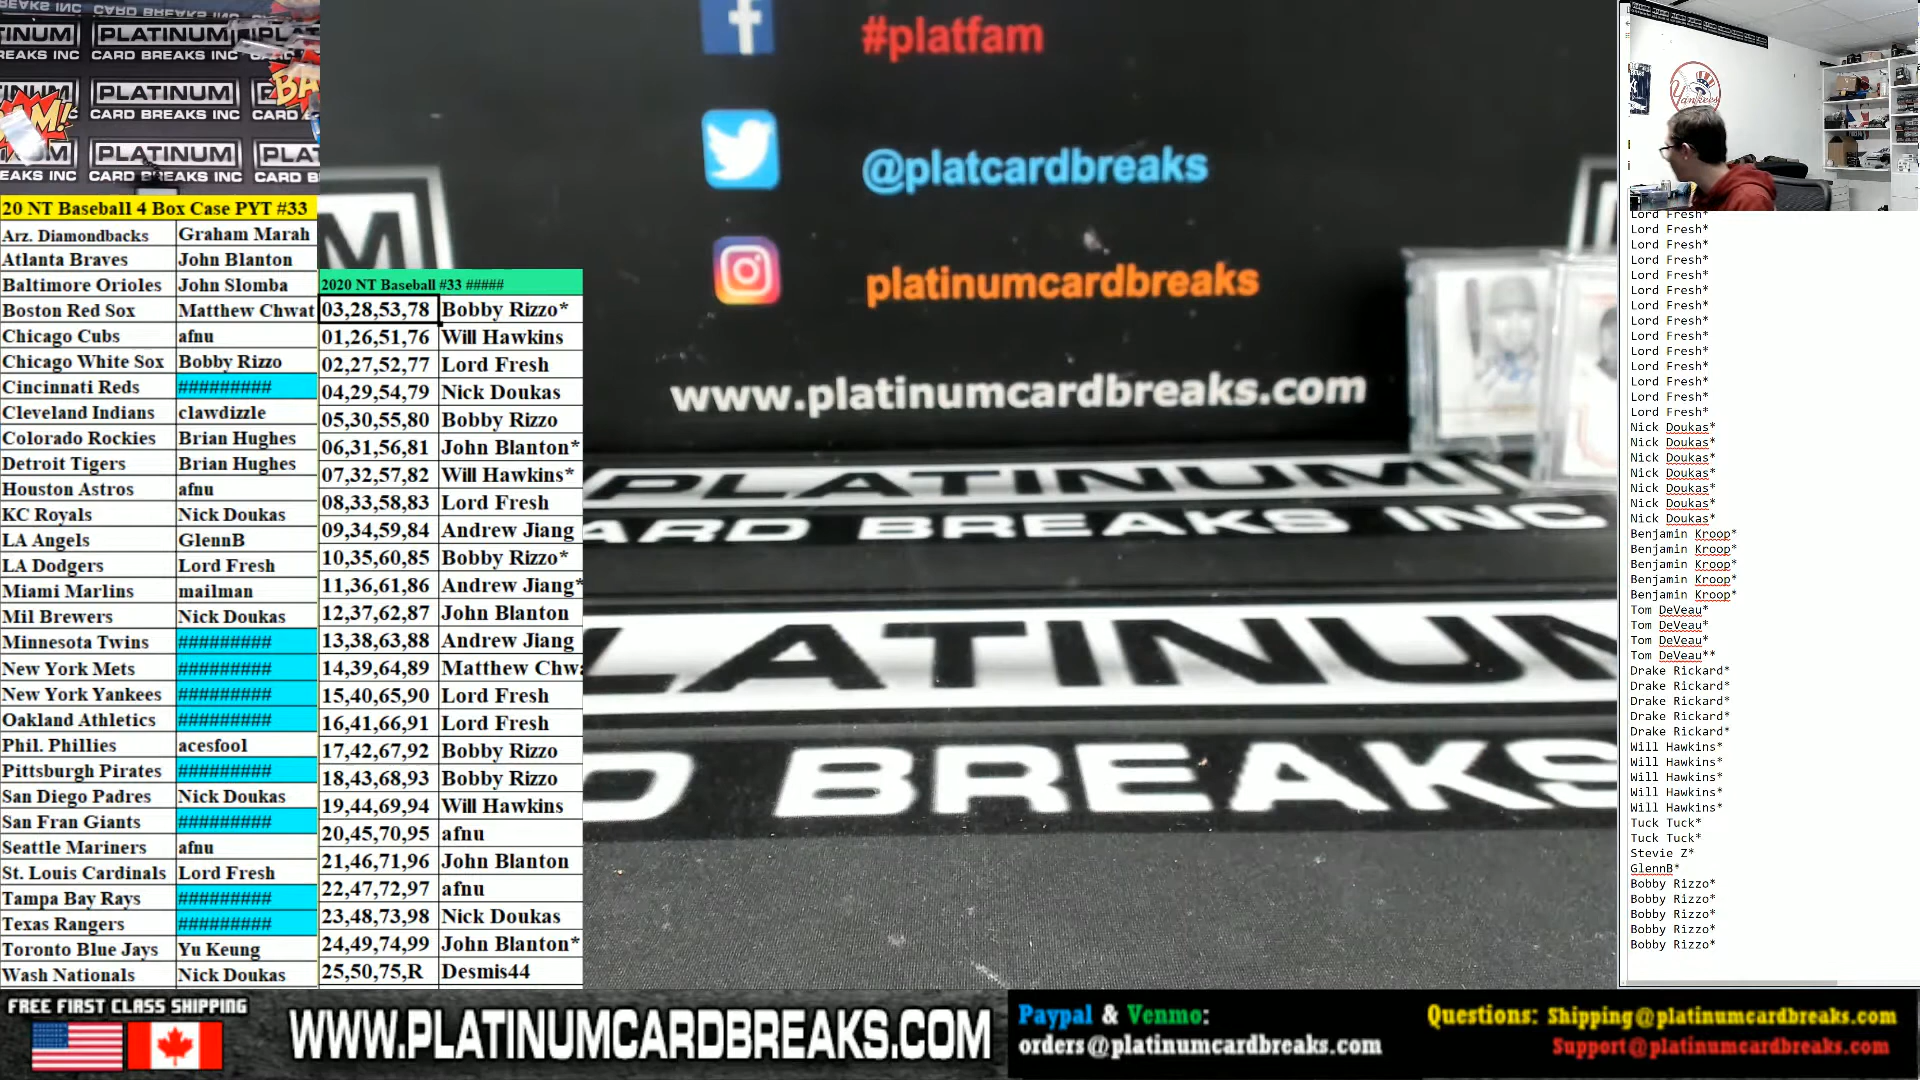 TINUM PLATINUM PLAT
REAKS INC CARD BREAKS INC CARD BR
PLATINUM
CARD BREAKS INC CARD
BAM!
PLATINUM PLATI
EAKS INC CARD BREAKS INC CARD B
20 NT Baseball 4 Box Case PYT #33
Arz. Diamondbacks Graham Marah
Atlanta Braves John Blanton
Baltimore Orioles John Slomba
Boston Red Sox Matthew Chwat
Chicago Cubs afnu
Chicago White Sox Bobby Rizzo
Cincinnati Reds #########
Cleveland Indians clawdizzle
Colorado Rockies Brian Hughes
Detroit Tigers Brian Hughes
Houston Astros afnu
KC Royals Nick Doukas
LA Angels GlennB
LA Dodgers Lord Fresh
Miami Marlins mailman
Mil Brewers Nick Doukas
Minnesota Twins #########
New York Mets #########
New York Yankees #########
Oakland Athletics #########
Phil. Phillies acesfool
Pittsburgh Pirates #########
San Diego Padres Nick Doukas
San Fran Giants #########
Seattle Mariners afnu
St. Louis Cardinals Lord Fresh
Tampa Bay Rays #########
Texas Rangers #########
Toronto Blue Jays Yu Keung
Wash Nationals Nick Doukas
2020 NT Baseball #33 #####
03,28,53,78 Bobby Rizzo*
01,26,51,76 Will Hawkins
02,27,52,77 Lord Fresh
04,29,54,79 Nick Doukas
05,30,55,80 Bobby Rizzo
06,31,56,81 John Blanton*
07,32,57,82 Will Hawkins*
08,33,58,83 Lord Fresh
09,34,59,84 Andrew Jiang
10,35,60,85 Bobby Rizzo*
11,36,61,86 Andrew Jiang*
12,37,62,87 John Blanton
13,38,63,88 Andrew Jiang
14,39,64,89 Matthew Chwa
15,40,65,90 Lord Fresh
16,41,66,91 Lord Fresh
17,42,67,92 Bobby Rizzo
18,43,68,93 Bobby Rizzo
19,44,69,94 Will Hawkins
20,45,70,95 afnu
21,46,71,96 John Blanton
22,47,72,97 afnu
23,48,73,98 Nick Doukas
24,49,74,99 John Blanton*
25,50,75,R Desmis44
#platfam
@platcardbreaks
platinumcardbreaks
www.platinumcardbreaks.com
PLATINUM
ARD BREAKS INC
LATINUM
D BREAKS
Yankees
Lord Fresh*
Lord Fresh*
Lord Fresh*
Lord Fresh*
Lord Fresh*
Lord Fresh*
Lord Fresh*
Lord Fresh*
Lord Fresh*
Lord Fresh*
Lord Fresh*
Lord Fresh*
Lord Fresh*
Lord Fresh*
Nick Doukas*
Nick Doukas*
Nick Doukas*
Nick Doukas*
Nick Doukas*
Nick Doukas*
Nick Doukas*
Benjamin Kroop*
Benjamin Kroop*
Benjamin Kroop*
Benjamin Kroop*
Benjamin Kroop*
Tom DeVeau*
Tom DeVeau*
Tom DeVeau*
Tom DeVeau**
Drake Rickard*
Drake Rickard*
Drake Rickard*
Drake Rickard*
Drake Rickard*
Will Hawkins*
Will Hawkins*
Will Hawkins*
Will Hawkins*
Will Hawkins*
Tuck Tuck*
Tuck Tuck*
Stevie Z*
GlennB*
Bobby Rizzo*
Bobby Rizzo*
Bobby Rizzo*
Bobby Rizzo*
Bobby Rizzo*
FREE FIRST CLASS SHIPPING
WWW.PLATINUMCARDBREAKS.COM
Paypal & Venmo:
orders@platinumcardbreaks.com
Questions: Shipping@platinumcardbreaks.com
Support@platinumcardbreaks.com